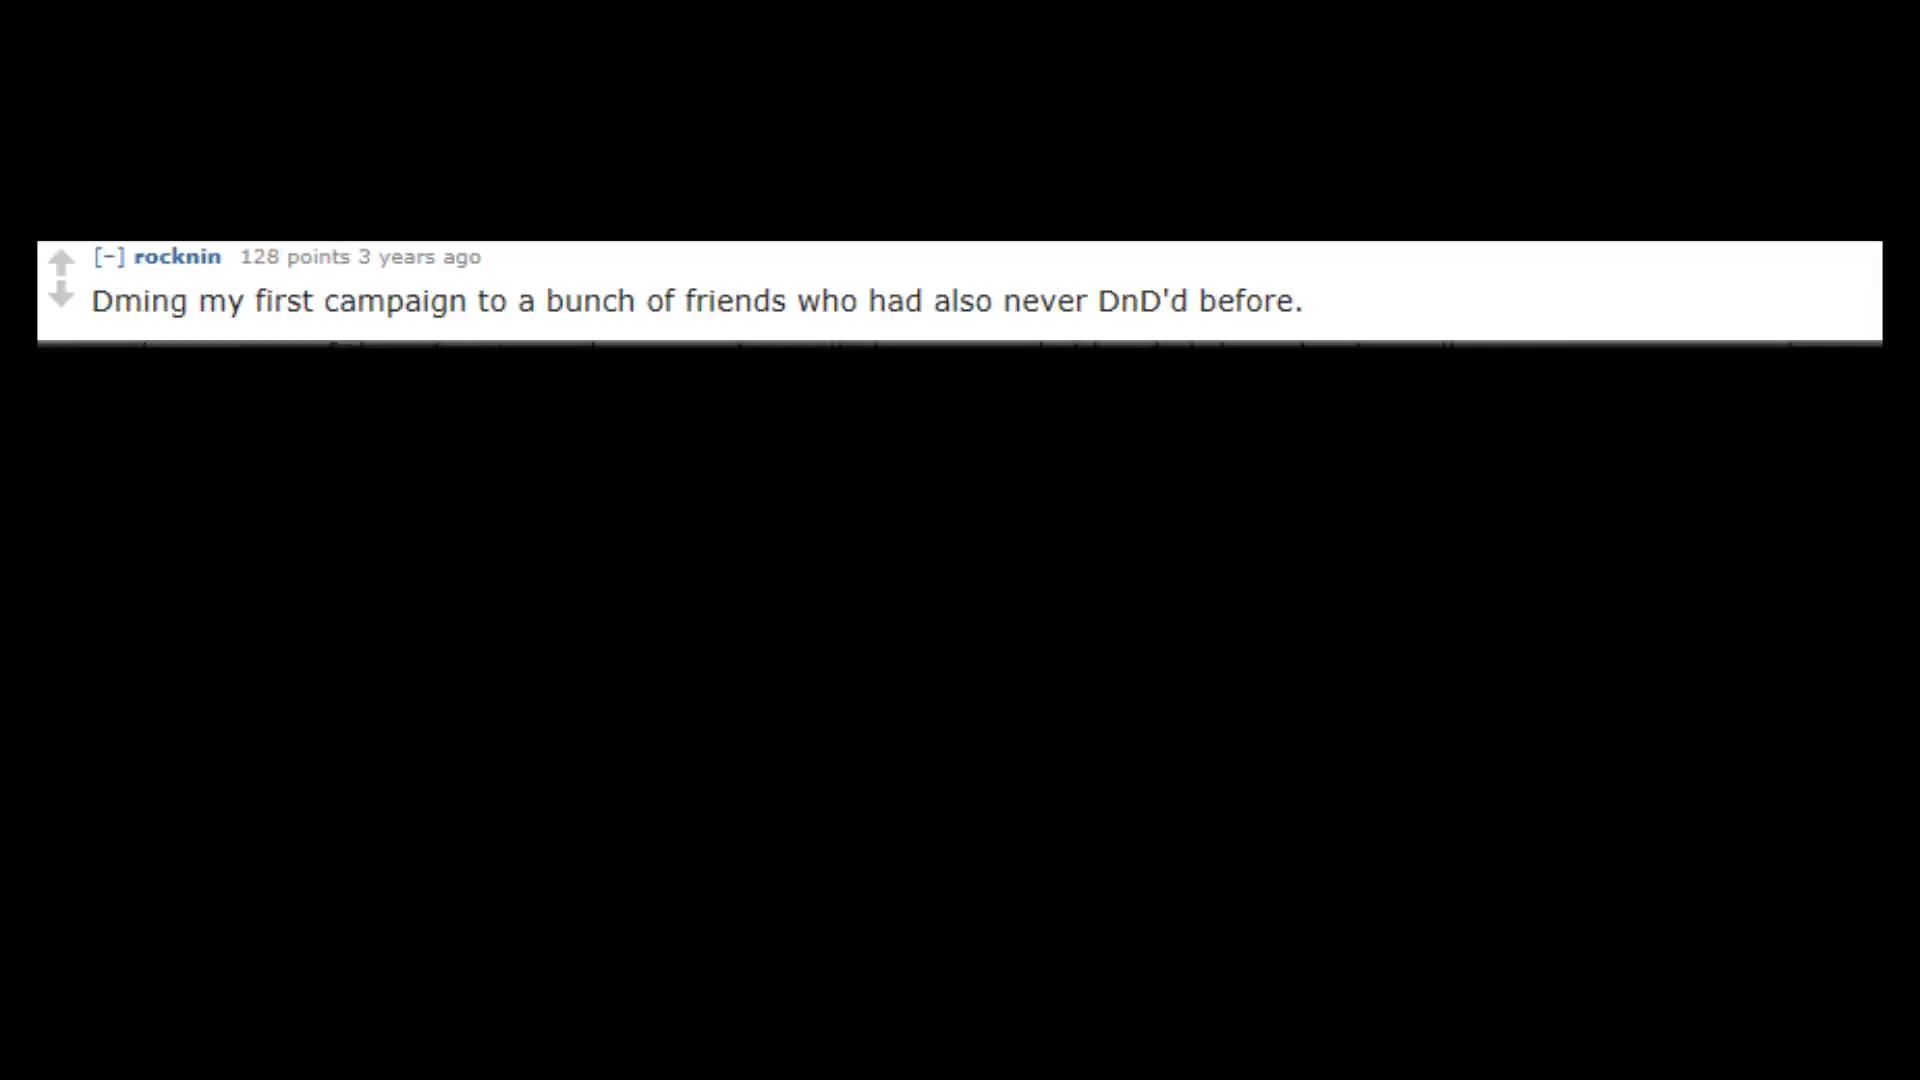 [-] rocknin 128 points 3 years ago
Dming my first campaign to a bunch of friends who had also never DnD'd before.